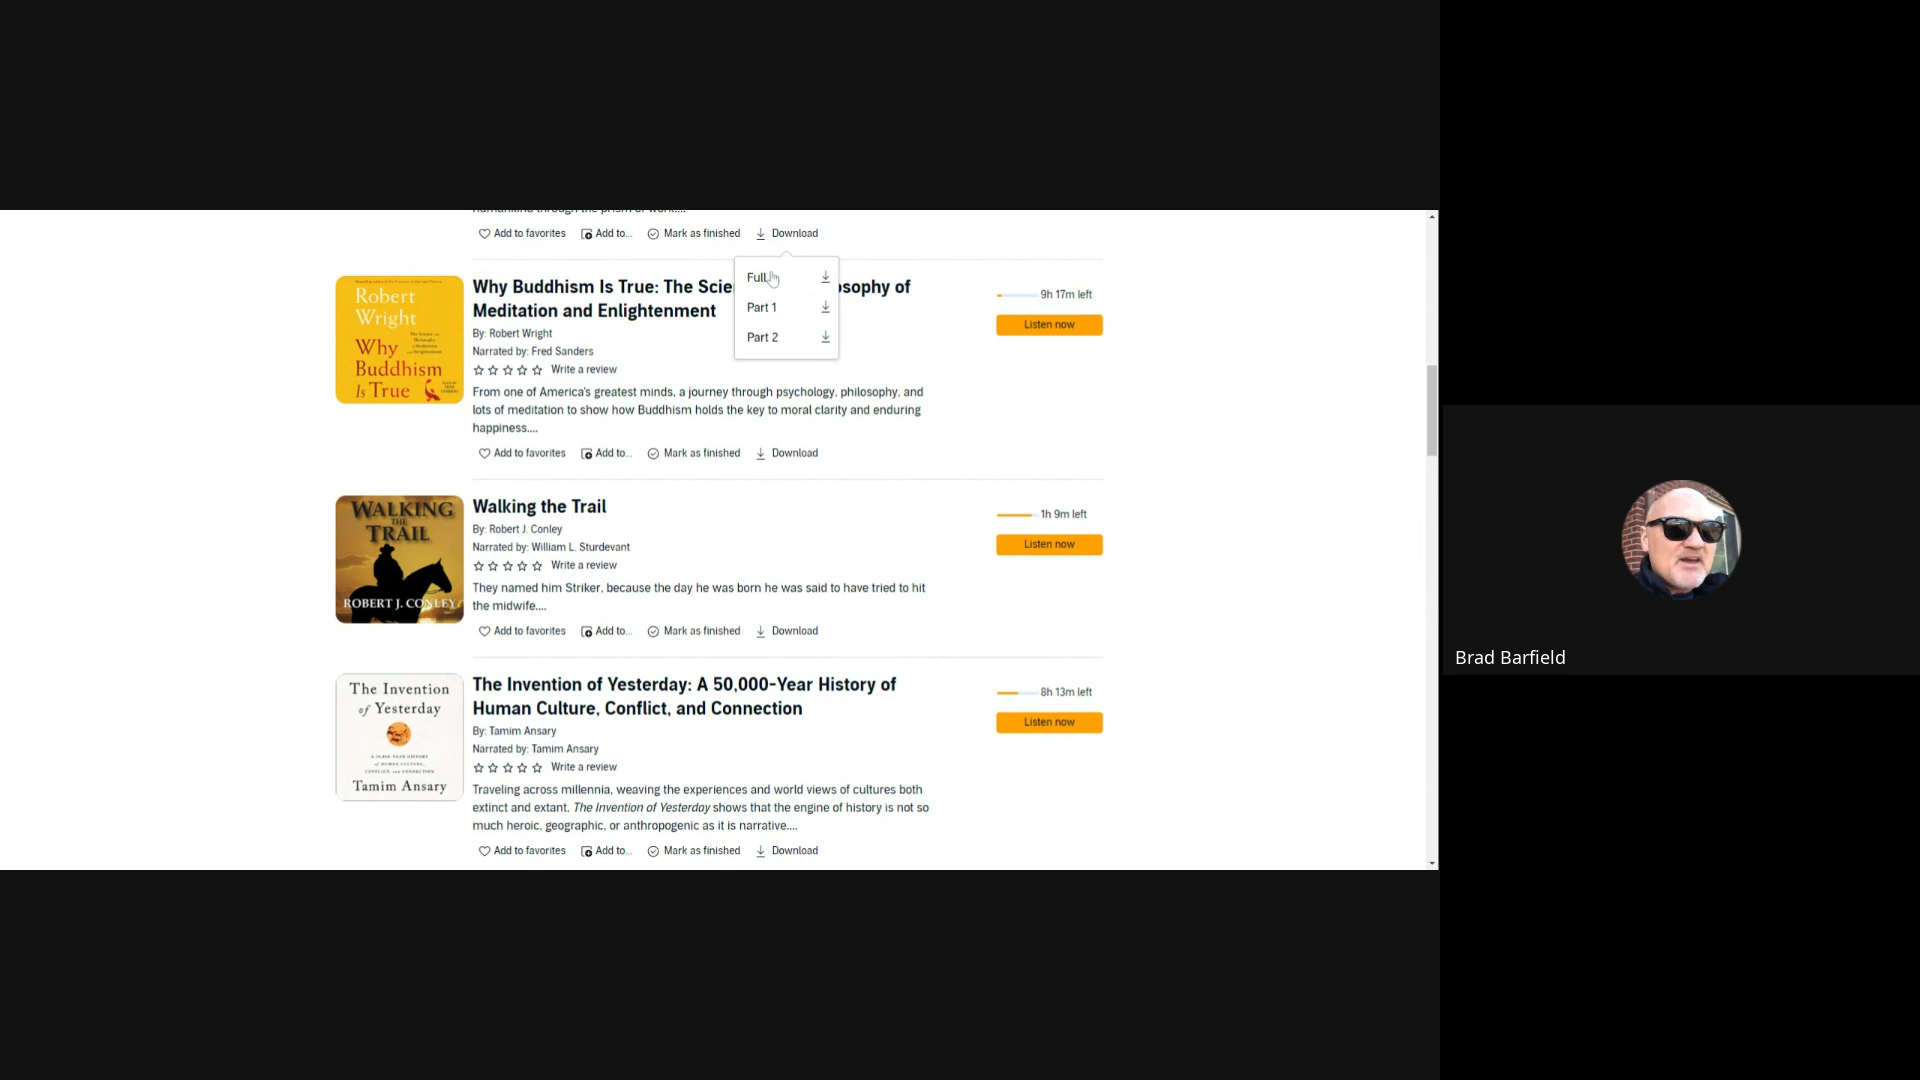 Add to favorites Add to... Mark as finished Download
Full
Part 1
Part 2
Robert
Wright
Why
Buddhism
Is True
Why Buddhism Is True: The Scie sophy of
Meditation and Enlightenment
By: Robert Wright
Narrated by: Fred Sanders
Write a review
From one of America's greatest minds, a journey through psychology, philosophy, and
lots of meditation to show how Buddhism holds the key to moral clarity and enduring
happiness....
Add to favorites Add to... Mark as finished Download
9h 17m left
Listen now
WALKING
THE
TRAIL
ROBERT J. CONLEY
Walking the Trail
By: Robert J. Conley
Narrated by: William L. Sturdevant
Write a review
They named him Striker, because the day he was born he was said to have tried to hit
the midwife....
Add to favorites Add to... Mark as finished Download
1h 9m left
Listen now
The Invention
of Yesterday
A 50,000-YEAR HISTORY
OF HUMAN CULTURE,
CONFLICT, AND CONNECTION
Tamim Ansary
The Invention of Yesterday: A 50,000-Year History of
Human Culture, Conflict, and Connection
By: Tamim Ansary
Narrated by: Tamim Ansary
Write a review
Traveling across millennia, weaving the experiences and world views of cultures both
extinct and extant, The Invention of Yesterday shows that the engine of history is not so
much heroic, geographic, or anthropogenic as it is narrative....
Add to favorites Add to... Mark as finished Download
8h 13m left
Listen now
Brad Barfield